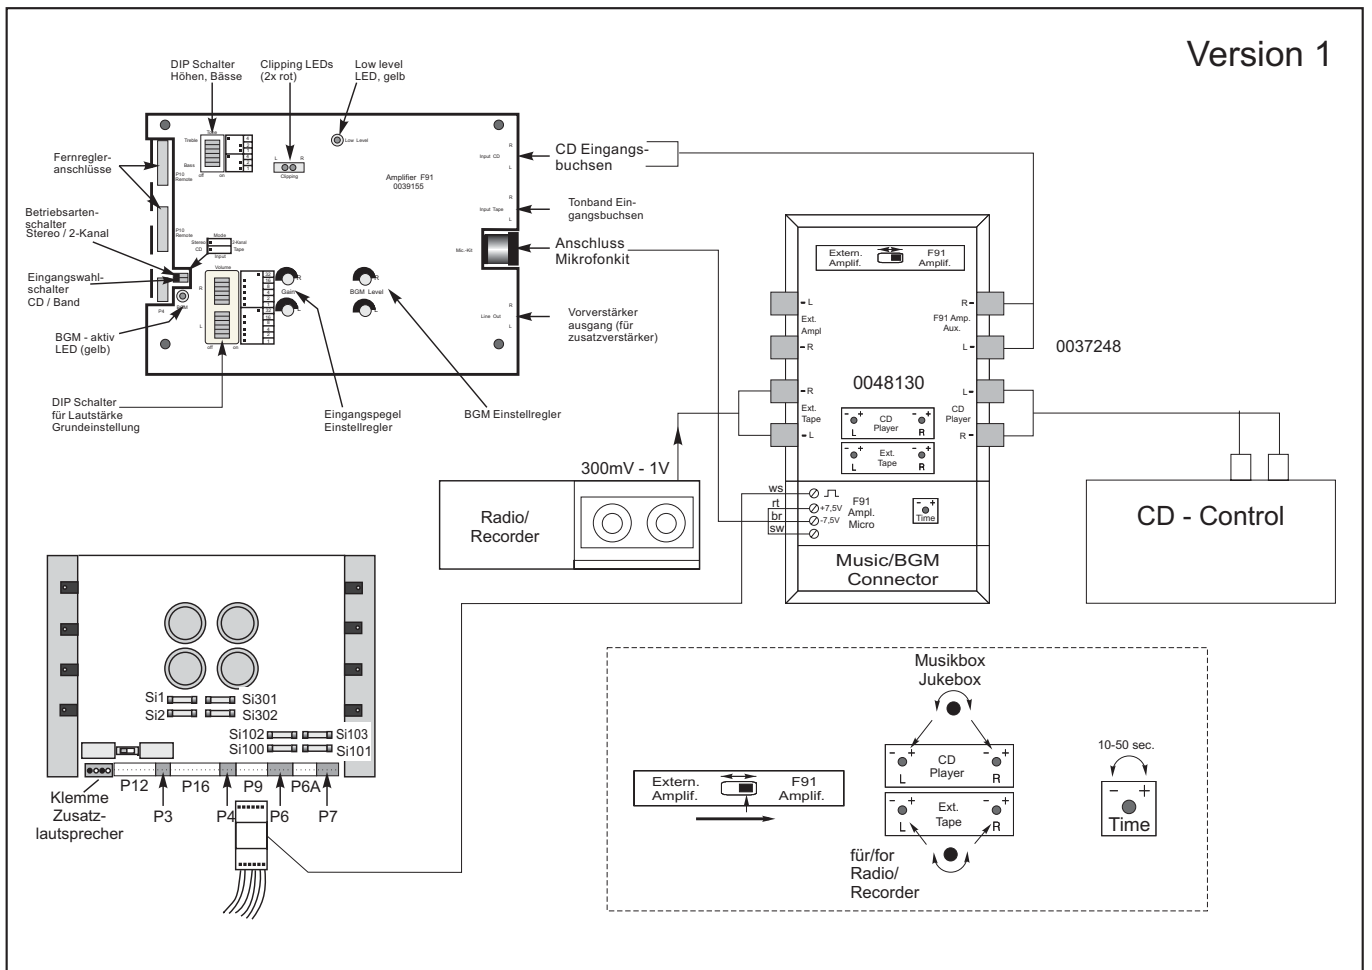 Version 1
DIP Schalter
Höhen, Bässe
Clipping LEDs
(2x rot)
Low level
LED, gelb
Fernregler-
anschlüsse
Betriebsarten-
schalter
Stereo / 2-Kanal
Eingangswahl-
schalter
CD / Band
BGM - aktiv
LED (gelb)
DIP Schalter
für Lautstärke
Grundeinstellung
Eingangspegel
Einstellregler
BGM Einstellregler
Treble
Bass
off
on
P10
Remote
P10
Remote
L
R
Clipping
Low Level
Amplifier F91
0039155
Mode
Stereo
2-Kanal
CD
Tape
Input
Volume
R
L
off
on
P4
Gain
R
L
BGM Level
R
L
R
Input CD
L
R
Input Tape
L
Mic.-Kit
R
Line Out
L
CD Eingangs-
buchsen
Tonband Ein-
gangsbuchsen
Anschluss
Mikrofonkit
Vorverstärker
ausgang (für
zusatzverstärker)
Extern.
Amplif.
F91
Amplif.
L
Ext.
Ampl
R
R
F91 Amp.
Aux.
L
0037248
0048130
R
Ext.
Tape
L
L
CD
Player
R
- +
L
CD
Player
- +
R
- +
L
Ext.
Tape
- +
R
ws
rt
br
sw
+7,5V
-7,5V
F91
Ampl.
Micro
- +
Time
Music/BGM
Connector
300mV - 1V
Radio/
Recorder
CD - Control
Si1
Si2
Si301
Si302
Si102
Si100
Si103
Si101
P12
P16
P9
P6A
P3
P4
P6
P7
Klemme
Zusatz-
lautsprecher
Musikbox
Jukebox
Extern.
Amplif.
F91
Amplif.
- +
L
CD
Player
- +
R
- +
L
Ext.
Tape
- +
R
für/for
Radio/
Recorder
10-50 sec.
- +
Time